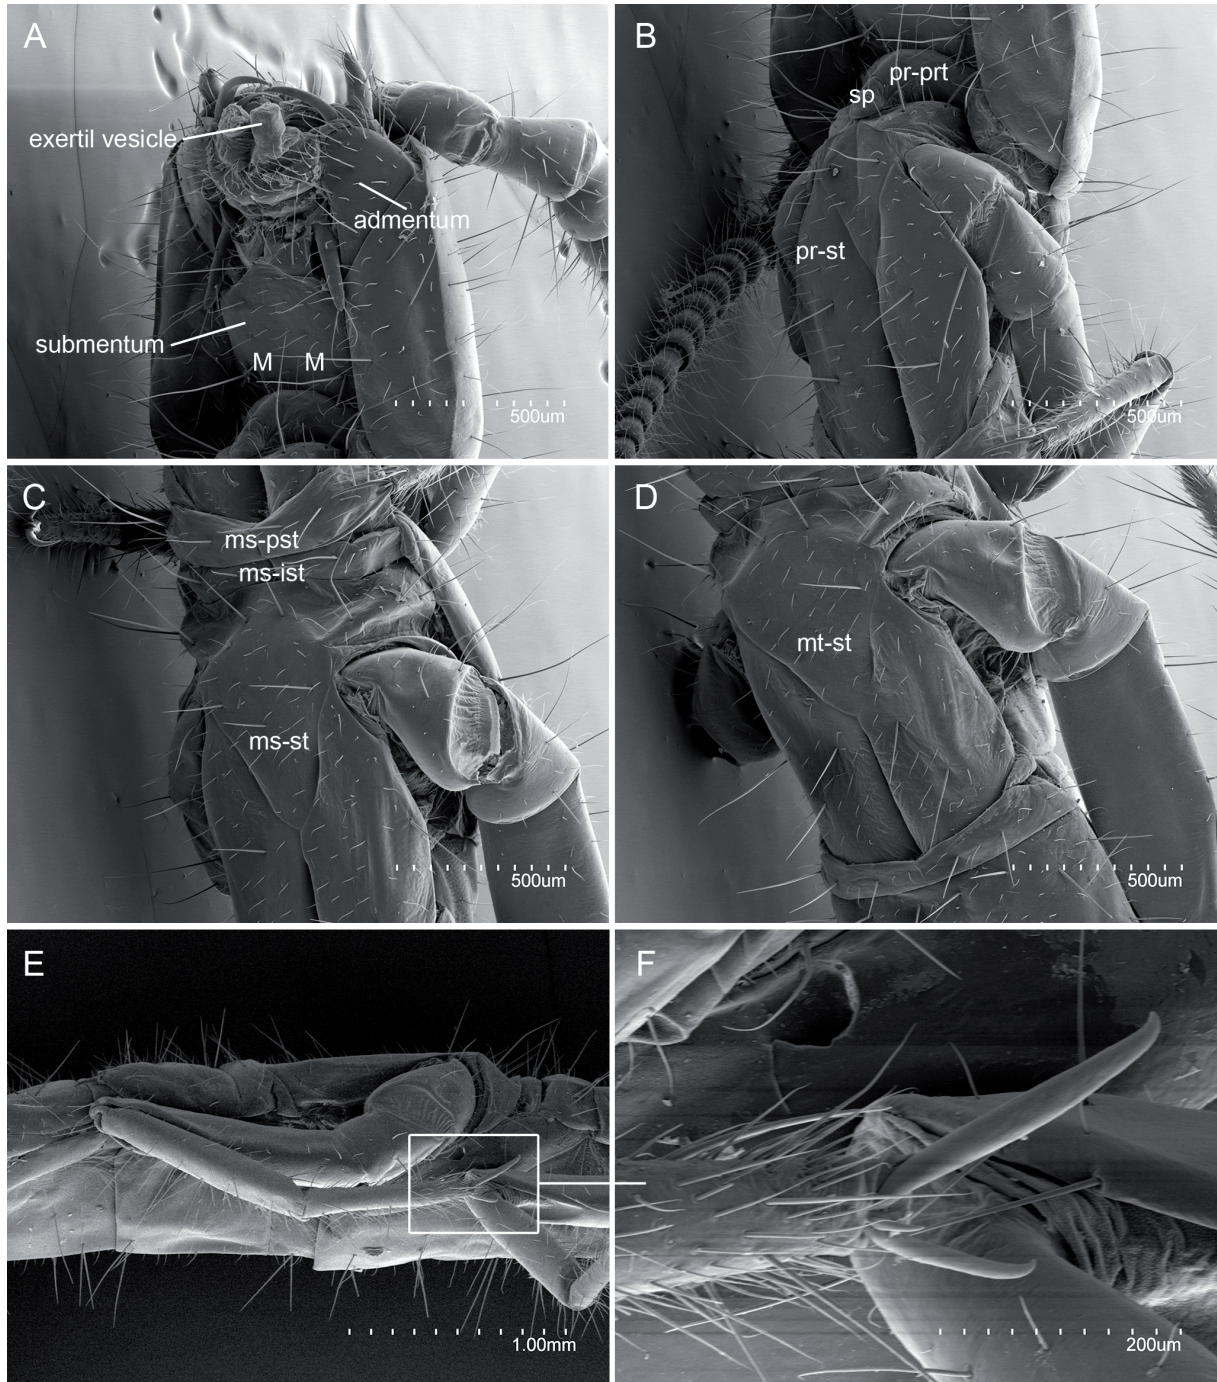 A
exertil vesicle
admentum
submentum
M M
500um
B
pr-prt
sp
pr-st
500um
C
ms-pst
ms-ist
ms-st
500um
D
mt-st
500um
E
1.00mm
F
200um